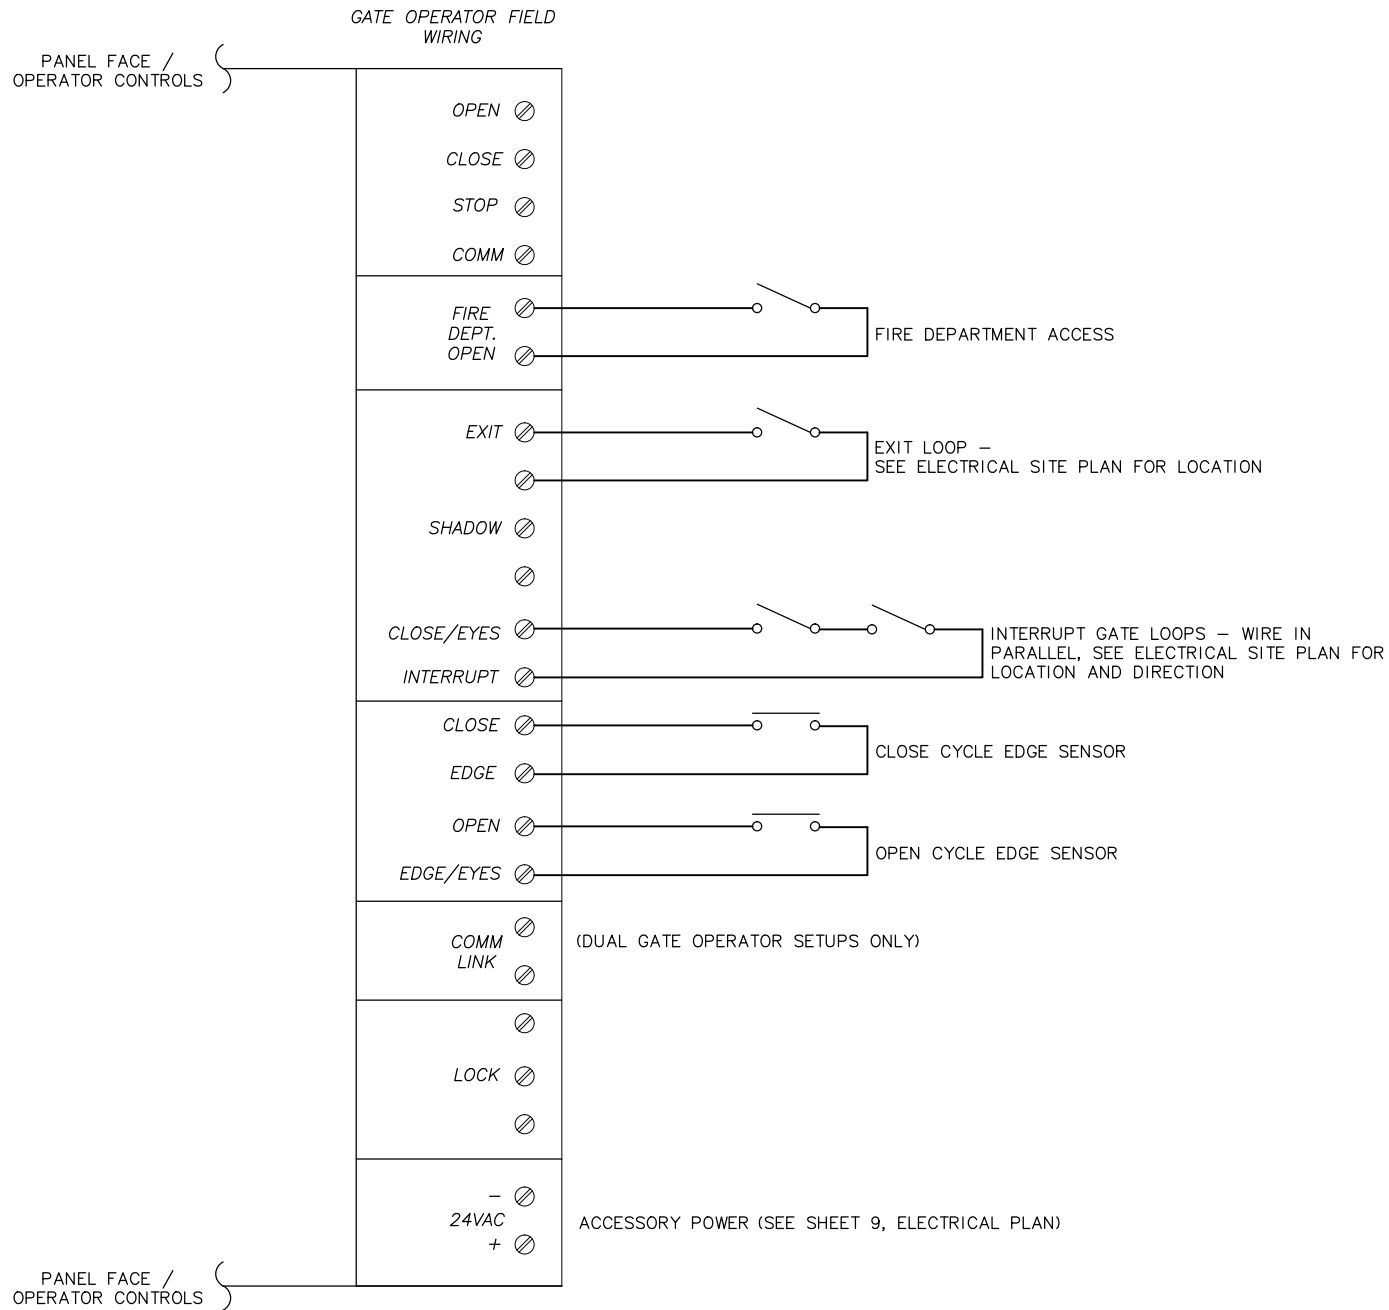 GATE OPERATOR FIELD
WIRING
PANEL FACE /
OPERATOR CONTROLS
OPEN
CLOSE
STOP
COMM
FIRE
DEPT.
OPEN
FIRE DEPARTMENT ACCESS
EXIT
EXIT LOOP –
SEE ELECTRICAL SITE PLAN FOR LOCATION
SHADOW
CLOSE/EYES
INTERRUPT
INTERRUPT GATE LOOPS – WIRE IN
PARALLEL, SEE ELECTRICAL SITE PLAN FOR
LOCATION AND DIRECTION
CLOSE
EDGE
CLOSE CYCLE EDGE SENSOR
OPEN
EDGE/EYES
OPEN CYCLE EDGE SENSOR
COMM
LINK
(DUAL GATE OPERATOR SETUPS ONLY)
LOCK
–
24VAC
+
ACCESSORY POWER (SEE SHEET 9, ELECTRICAL PLAN)
PANEL FACE /
OPERATOR CONTROLS